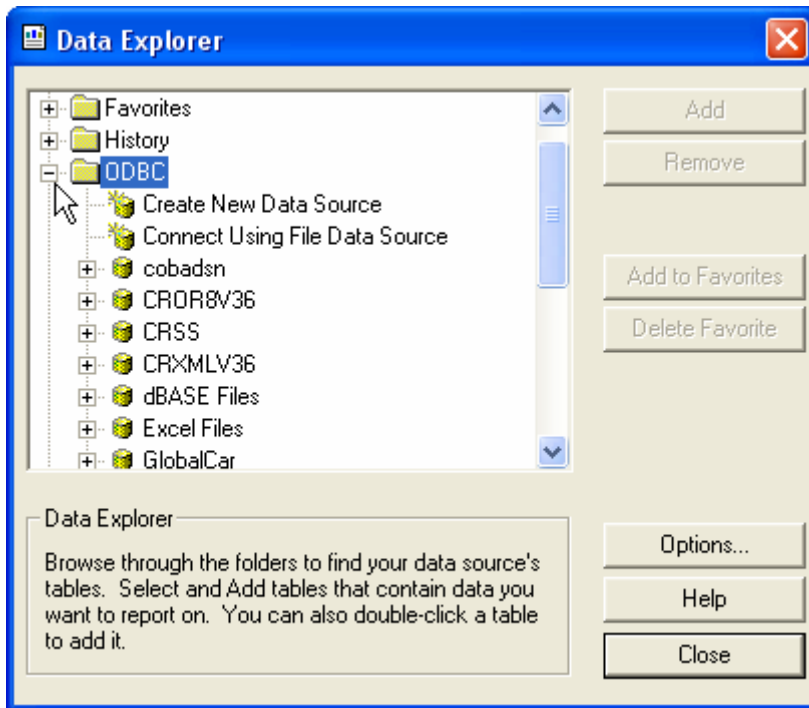 Data Explorer
Favorites
Add
History
Remove
ODBC
Create New Data Source
Connect Using File Data Source
cobadsn
Add to Favorites
CROR8V36
Delete Favorite
CRSS
CRXMLV36
dBASE Files
Excel Files
GlobalCar
Data Explorer
Browse through the folders to find your data source's
tables.  Select and Add tables that contain data you
want to report on.  You can also double-click a table
to add it.
Options...
Help
Close